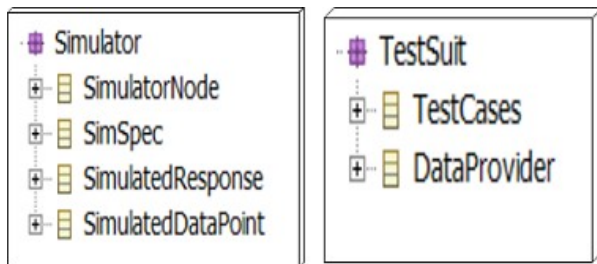 Simulator
SimulatorNode
SimSpec
SimulatedResponse
SimulatedDataPoint
TestSuit
TestCases
DataProvider